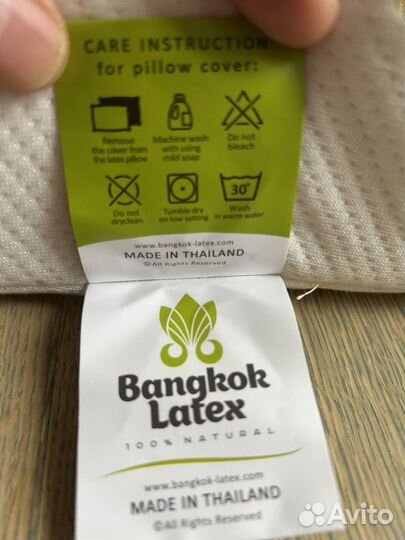 CARE INSTRUCTION
for pillow cover:
Remove
the cover from
the latex pillow
Machine wash
with using
mild soap
Do not
bleach
Do not
dryclean
Tumble dry
on low setting
30°
Wash
in warm water
www.bangkok-latex.com
MADE IN THAILAND
©All Rights Reserved
Bangkok
Latex
100% NATURAL
www.bangkok-latex.com
MADE IN THAILAND
©All Rights Reserved
Avito